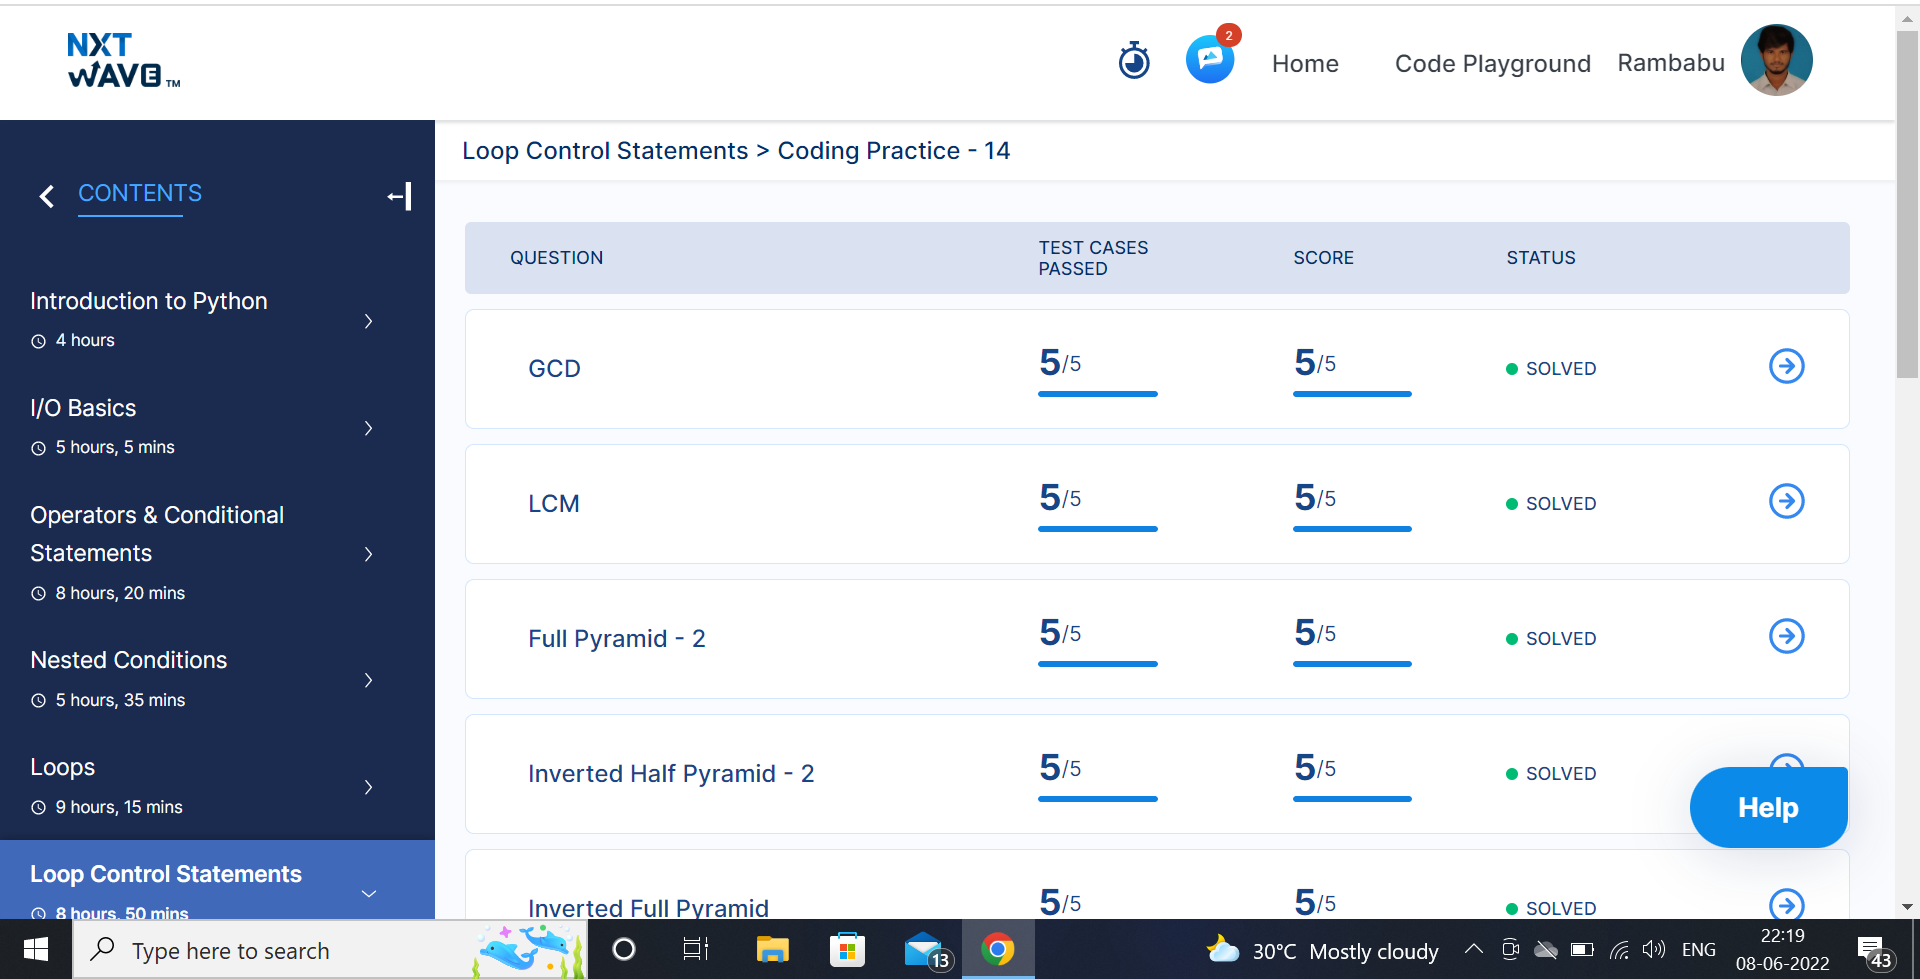 NXT
WAVE TM
2
Home
Code Playground
Rambabu
CONTENTS
Introduction to Python
4 hours
I/O Basics
5 hours, 5 mins
Operators & Conditional
Statements
8 hours, 20 mins
Nested Conditions
5 hours, 35 mins
Loops
9 hours, 15 mins
Loop Control Statements
8 hours, 50 mins
Loop Control Statements > Coding Practice - 14
QUESTION
TEST CASES
PASSED
SCORE
STATUS
GCD
5/5
5/5
SOLVED
LCM
5/5
5/5
SOLVED
Full Pyramid - 2
5/5
5/5
SOLVED
Inverted Half Pyramid - 2
5/5
5/5
SOLVED
Inverted Full Pyramid
5/5
5/5
SOLVED
Help
Type here to search
13
30°C Mostly cloudy
ENG
22:19
08-06-2022
43